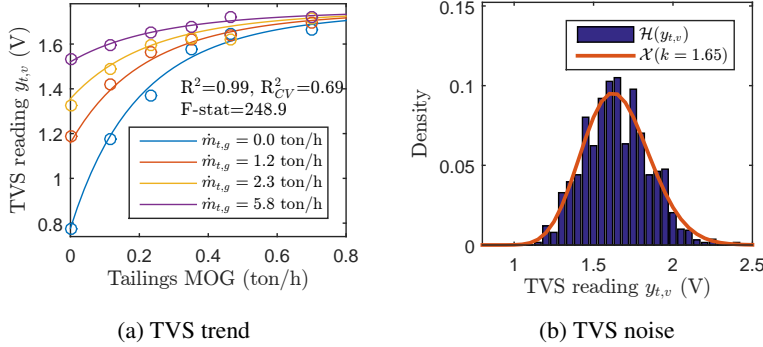 TVS reading y_{t,v} (V)
1.6
1.4
1.2
1
0.8
R²=0.99, R²_{CV}=0.69
F-stat=248.9
ṁ_{t,g} = 0.0 ton/h
ṁ_{t,g} = 1.2 ton/h
ṁ_{t,g} = 2.3 ton/h
ṁ_{t,g} = 5.8 ton/h
0 0.2 0.4 0.6 0.8
Tailings MOG (ton/h)
(a) TVS trend
Density
0.15
0.1
0.05
0
ℋ(y_{t,v})
𝒳(k = 1.65)
1 1.5 2 2.5
TVS reading y_{t,v} (V)
(b) TVS noise